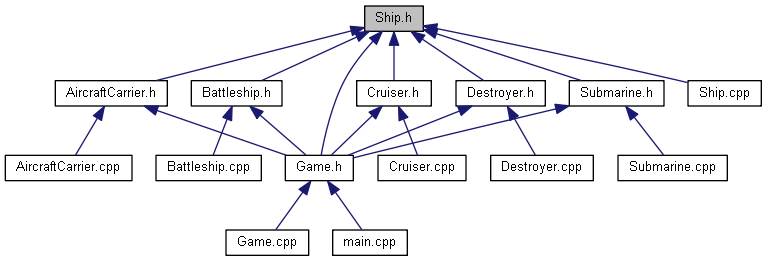 Ship.h
AircraftCarrier.h
Battleship.h
Cruiser.h
Destroyer.h
Submarine.h
Ship.cpp
AircraftCarrier.cpp
Battleship.cpp
Game.h
Cruiser.cpp
Destroyer.cpp
Submarine.cpp
Game.cpp
main.cpp